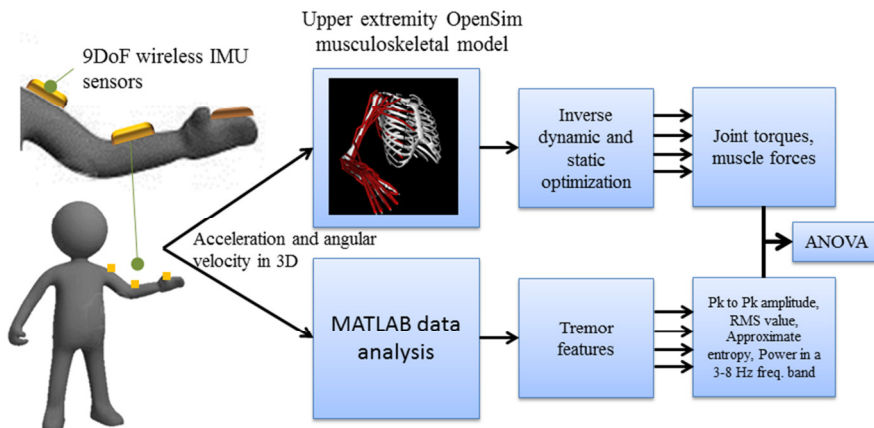 Upper extremity OpenSim
musculoskeletal model
9DoF wireless IMU
sensors
Inverse
dynamic and
static
optimization
Joint torques,
muscle forces
Acceleration and angular
velocity in 3D
ANOVA
MATLAB data
analysis
Tremor
features
Pk to Pk amplitude,
RMS value,
Approximate
entropy, Power in a
3-8 Hz freq. band